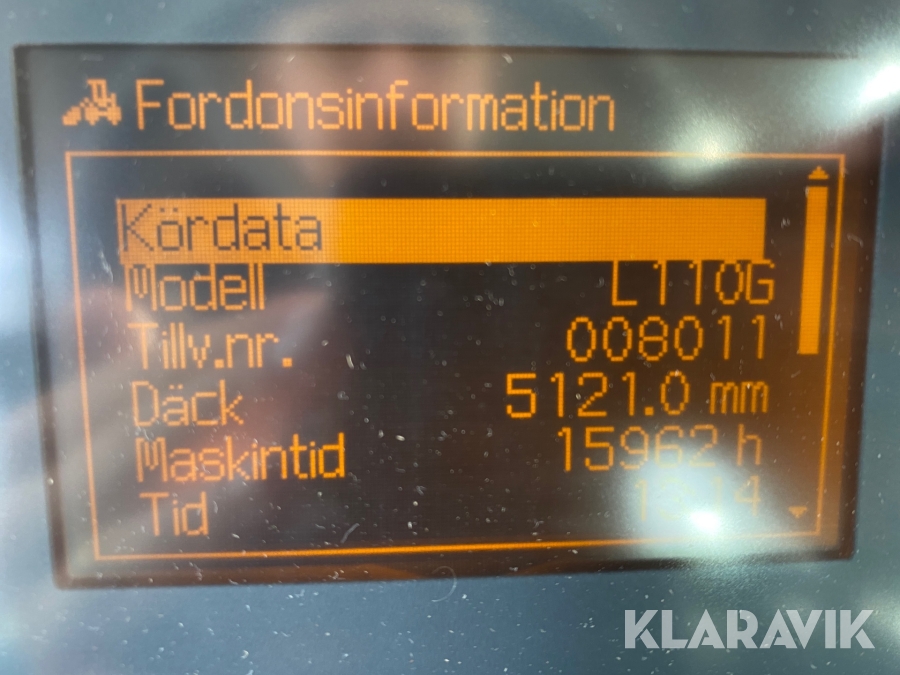 Fordonsinformation
Kördata
Modell L110G
Tillv.nr. 008011
Däck 5121.0 mm
Maskintid 15962 h
Tid
KLARAVIK